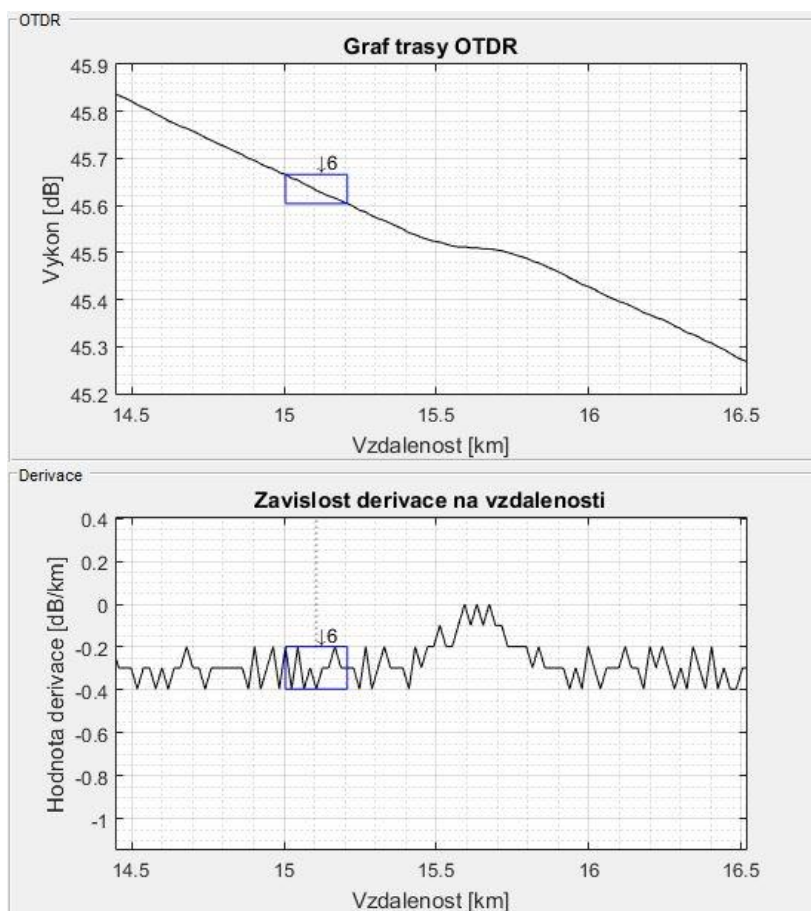 OTDR
Graf trasy OTDR
45.9
45.8
45.7
45.6
45.5
45.4
45.3
45.2
Vykon [dB]
↓6
14.5 15 15.5 16 16.5
Vzdalenost [km]
Derivace
Zavislost derivace na vzdalenosti
0.4
0.2
0
-0.2
-0.4
-0.6
-0.8
-1
Hodnota derivace [dB/km]
↓6
14.5 15 15.5 16 16.5
Vzdalenost [km]